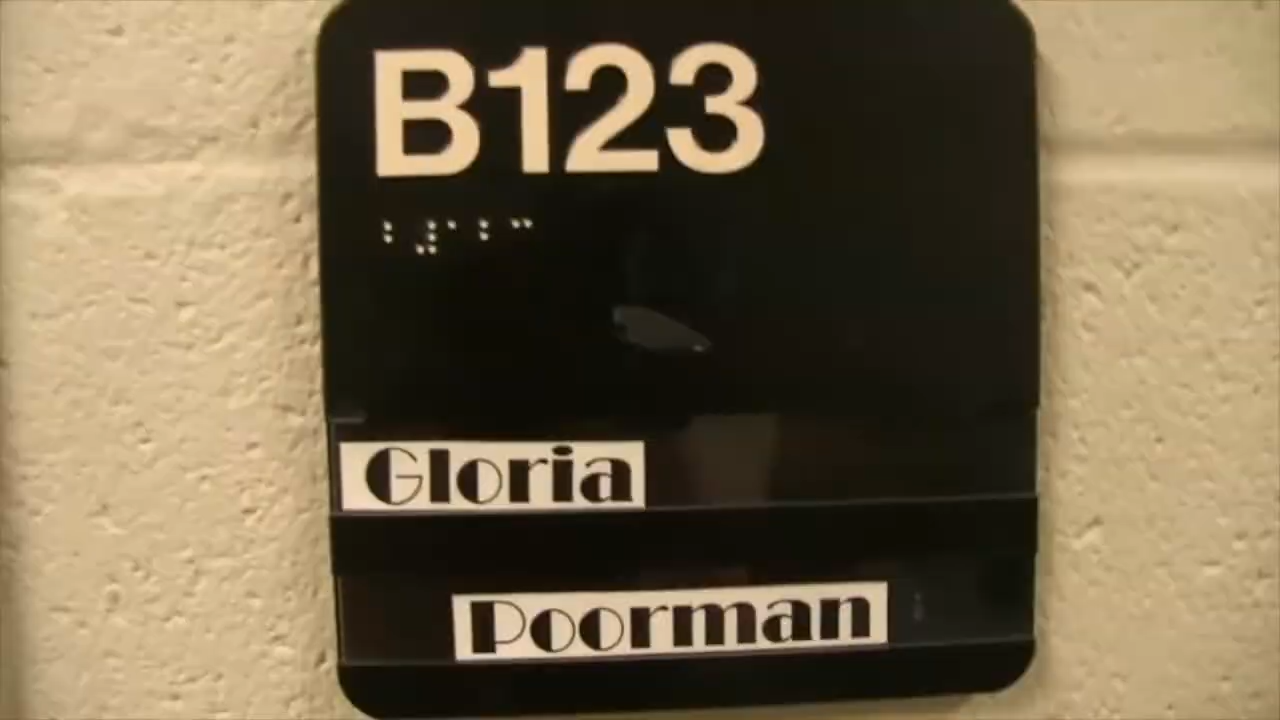 B123
⠃⠼⠁⠃⠉
Gloria
Poorman